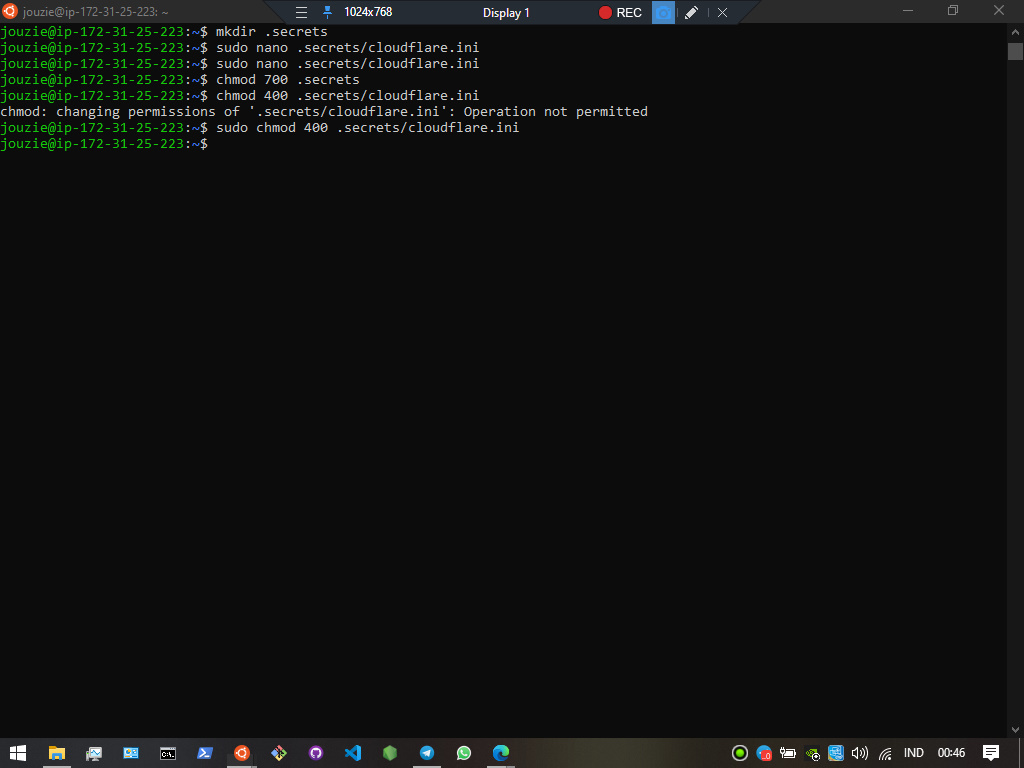 jouzie@ip-172-31-25-223: ~
1024x768
Display 1
REC
jouzie@ip-172-31-25-223:~$ mkdir .secrets
jouzie@ip-172-31-25-223:~$ sudo nano .secrets/cloudflare.ini
jouzie@ip-172-31-25-223:~$ sudo nano .secrets/cloudflare.ini
jouzie@ip-172-31-25-223:~$ chmod 700 .secrets
jouzie@ip-172-31-25-223:~$ chmod 400 .secrets/cloudflare.ini
chmod: changing permissions of '.secrets/cloudflare.ini': Operation not permitted
jouzie@ip-172-31-25-223:~$ sudo chmod 400 .secrets/cloudflare.ini
jouzie@ip-172-31-25-223:~$
IND
00:46